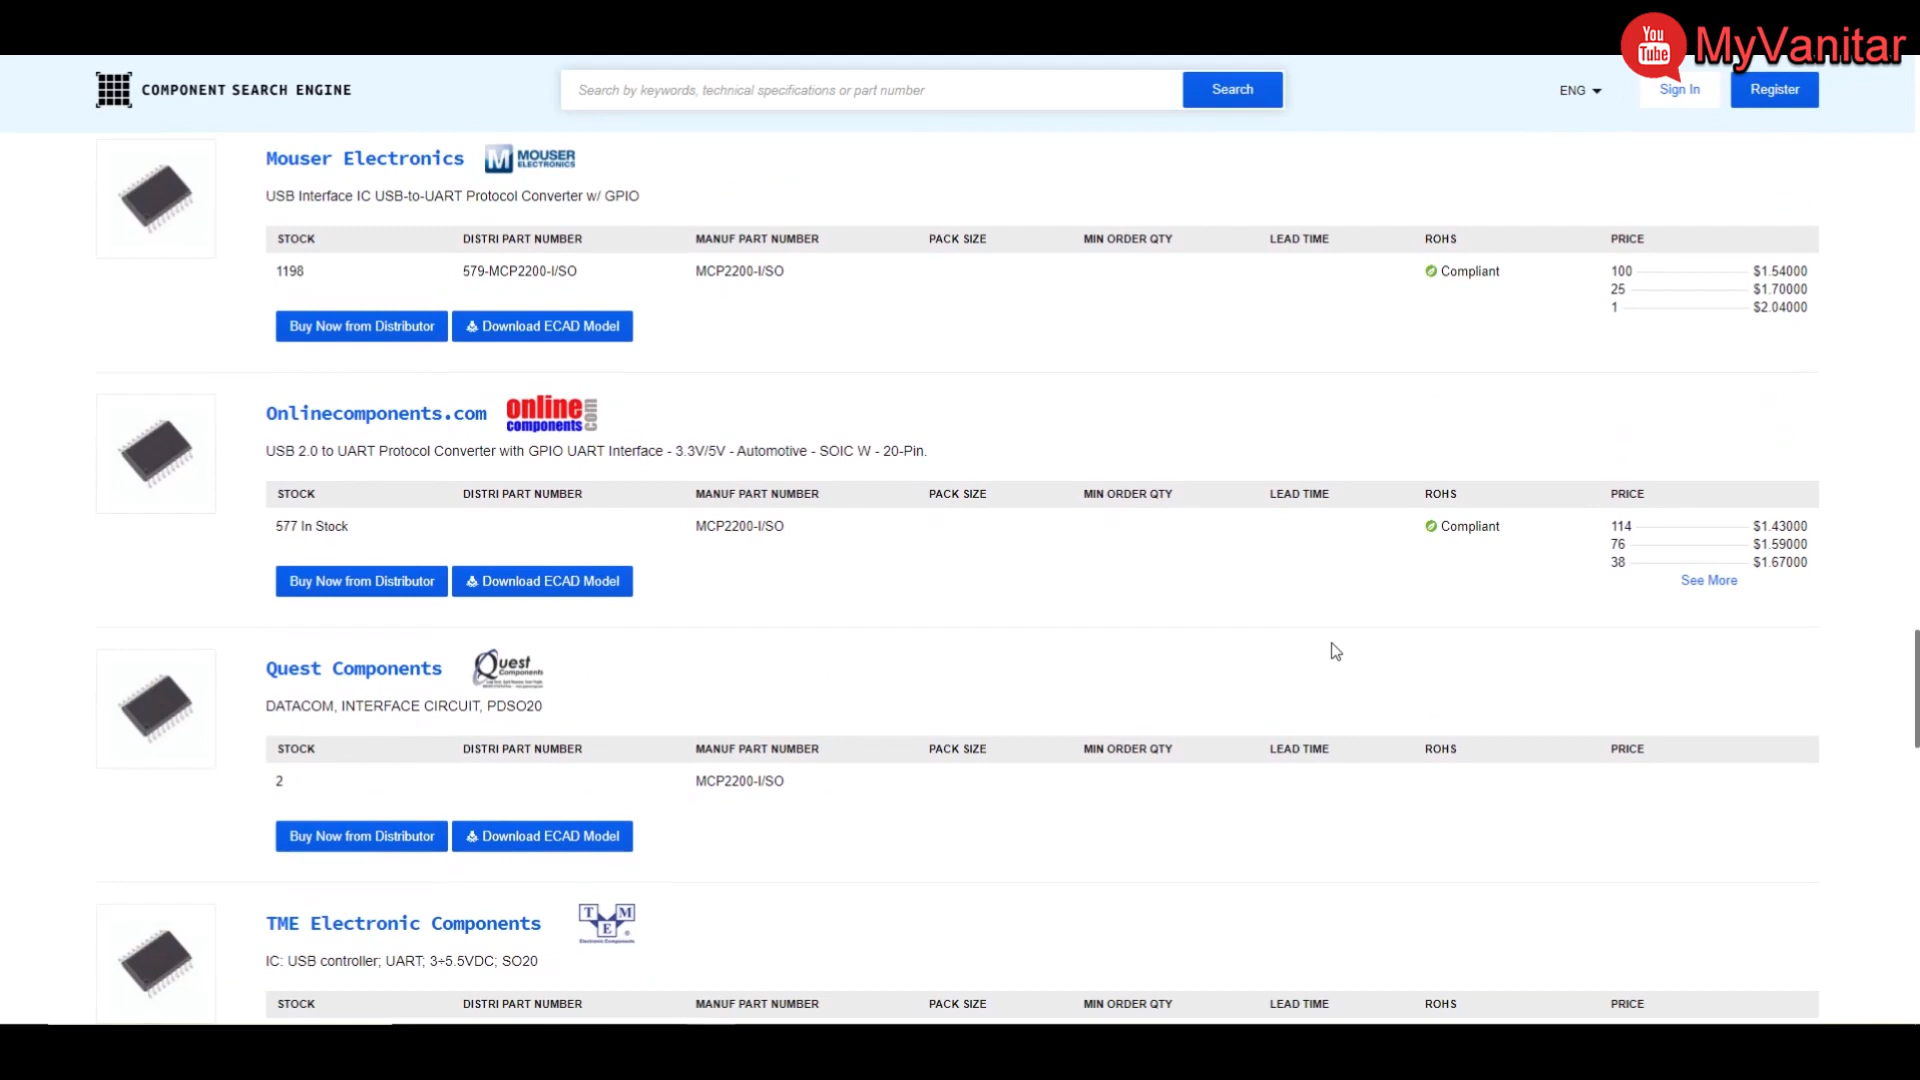 You
Tube
MyVanitar
COMPONENT SEARCH ENGINE
Search by keywords, technical specifications or part number
Search
ENG
Sign In
Register
Mouser Electronics
M MOUSER
ELECTRONICS
USB Interface IC USB-to-UART Protocol Converter w/ GPIO
STOCK DISTRI PART NUMBER MANUF PART NUMBER PACK SIZE MIN ORDER QTY LEAD TIME ROHS PRICE
1198 579-MCP2200-I/SO MCP2200-I/SO Compliant 100 $1.54000
25 $1.70000
1 $2.04000
Buy Now from Distributor Download ECAD Model
Onlinecomponents.com
online
components
com
USB 2.0 to UART Protocol Converter with GPIO UART Interface - 3.3V/5V - Automotive - SOIC W - 20-Pin.
STOCK DISTRI PART NUMBER MANUF PART NUMBER PACK SIZE MIN ORDER QTY LEAD TIME ROHS PRICE
577 In Stock MCP2200-I/SO Compliant 114 $1.43000
76 $1.59000
38 $1.67000
See More
Buy Now from Distributor Download ECAD Model
Quest Components
Quest
Components
DATACOM, INTERFACE CIRCUIT, PDSO20
STOCK DISTRI PART NUMBER MANUF PART NUMBER PACK SIZE MIN ORDER QTY LEAD TIME ROHS PRICE
2 MCP2200-I/SO
Buy Now from Distributor Download ECAD Model
TME Electronic Components
T M
E
Electronic Components
IC: USB controller; UART; 3÷5.5VDC; SO20
STOCK DISTRI PART NUMBER MANUF PART NUMBER PACK SIZE MIN ORDER QTY LEAD TIME ROHS PRICE